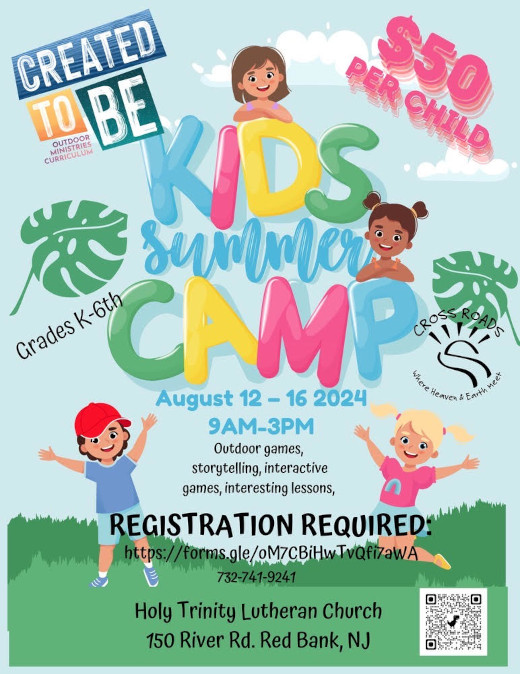 CREATED
TO BE
OUTDOOR
MINISTRIES
CURRICULUM
$50
PER CHILD
KIDS
summer
CAMP
Grades K-6th
CROSS ROADS
Where Heaven & Earth Meet
August 12 – 16 2024
9AM-3PM
Outdoor games,
storytelling, interactive
games, interesting lessons,
REGISTRATION REQUIRED:
https://forms.gle/oM7CBiHwTvQfi7aWA
732-741-9241
Holy Trinity Lutheran Church
150 River Rd. Red Bank, NJ